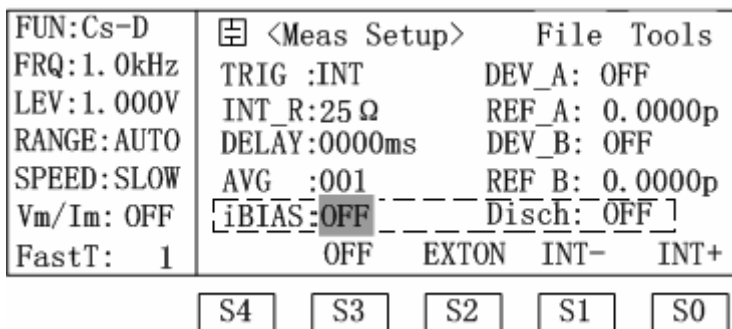 FUN:Cs-D
FRQ:1.0kHz
LEV:1.000V
RANGE:AUTO
SPEED:SLOW
Vm/Im: OFF
FastT: 1
<Meas Setup> File Tools
TRIG :INT DEV_A: OFF
INT_R:25Ω REF_A: 0.0000p
DELAY:0000ms DEV_B: OFF
AVG :001 REF B: 0.0000p
iBIAS:OFF Disch: OFF
OFF EXTON INT- INT+
S4 S3 S2 S1 S0